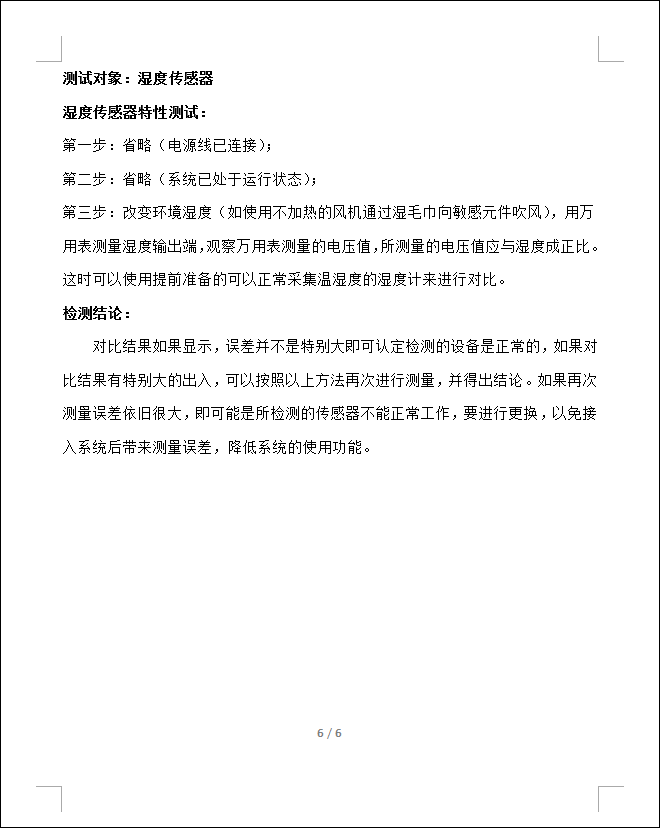 测试对象：湿度传感器
湿度传感器特性测试：
第一步：省略（电源线已连接）；
第二步：省略（系统已处于运行状态）；
第三步：改变环境湿度（如使用不加热的风机通过湿毛巾向敏感元件吹风），用万
用表测量湿度输出端，观察万用表测量的电压值，所测量的电压值应与湿度成正比。
这时可以使用提前准备的可以正常采集温湿度的湿度计来进行对比。
检测结论：
对比结果如果显示，误差并不是特别大即可认定检测的设备是正常的，如果对
比结果有特别大的出入，可以按照以上方法再次进行测量，并得出结论。如果再次
测量误差依旧很大，即可能是所检测的传感器不能正常工作，要进行更换，以免接
入系统后带来测量误差，降低系统的使用功能。
6 / 6